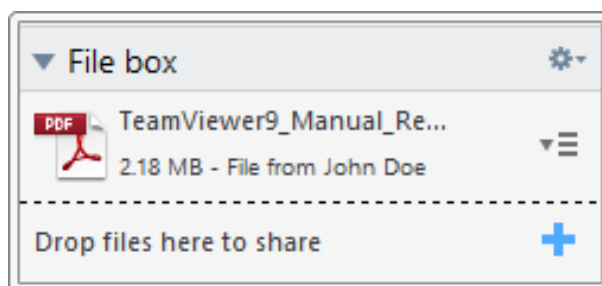 File box
PDF
TeamViewer9_Manual_Re...
2.18 MB - File from John Doe
Drop files here to share